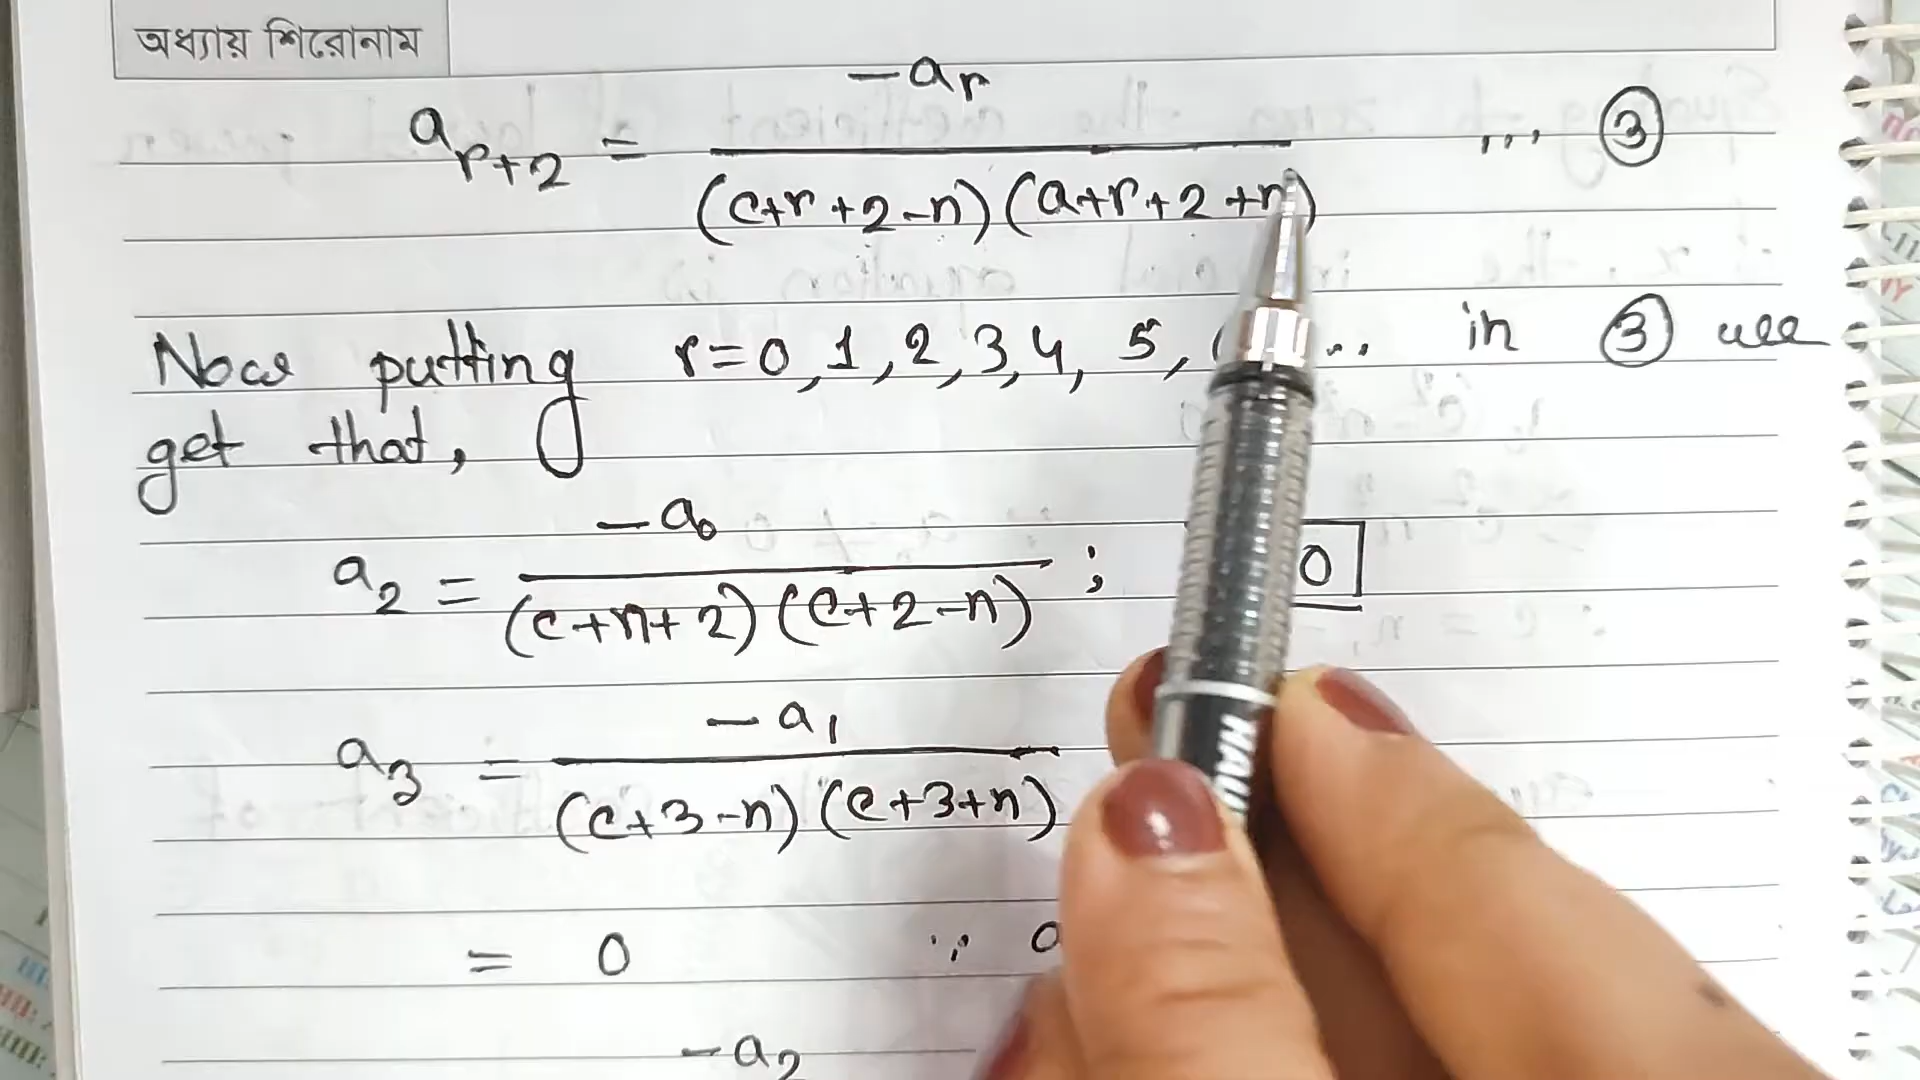 অধ্যায় শিরোনাম
a_{r+2} = -a_r / (c+r+2-n)(a+r+2+n) ... ③
Now putting r=0,1,2,3,4,5, ... in ③ we
get that,
a_2 = -a_0 / (c+n+2)(c+2-n) ; 0
a_3 = -a_1 / (c+3-n)(c+3+n)
= 0 ∵ a
-a_2